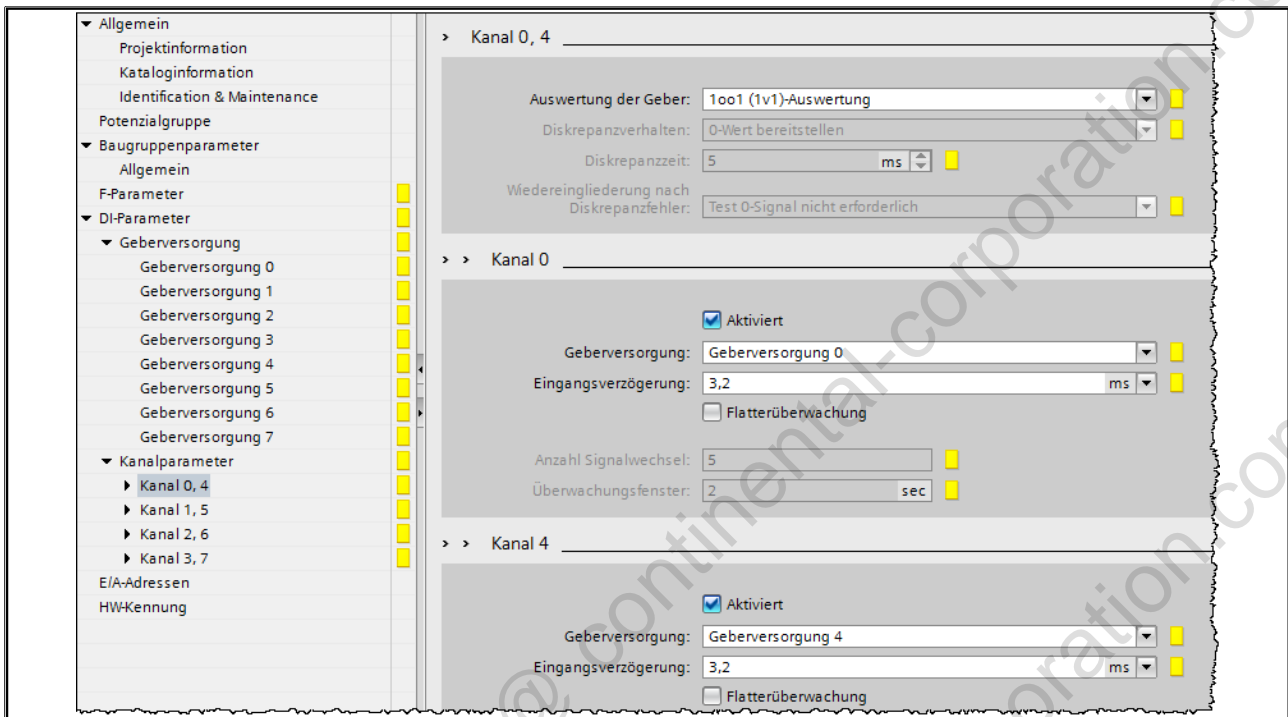 Allgemein
Projektinformation
Kataloginformation
Identification & Maintenance
Potenzialgruppe
Baugruppenparameter
Allgemein
F-Parameter
DI-Parameter
Geberversorgung
Geberversorgung 0
Geberversorgung 1
Geberversorgung 2
Geberversorgung 3
Geberversorgung 4
Geberversorgung 5
Geberversorgung 6
Geberversorgung 7
Kanalparameter
Kanal 0, 4
Kanal 1, 5
Kanal 2, 6
Kanal 3, 7
E/A-Adressen
HW-Kennung
Kanal 0, 4
Auswertung der Geber: 1oo1 (1v1)-Auswertung
Diskrepanzverhalten: 0-Wert bereitstellen
Diskrepanzzeit: 5 ms
Wiedereingliederung nach
Diskrepanzfehler: Test 0-Signal nicht erforderlich
Kanal 0
Aktiviert
Geberversorgung: Geberversorgung 0
Eingangsverzögerung: 3,2 ms
Flatterüberwachung
Anzahl Signalwechsel: 5
Überwachungsfenster: 2 sec
Kanal 4
Aktiviert
Geberversorgung: Geberversorgung 4
Eingangsverzögerung: 3,2 ms
Flatterüberwachung
@ continental-corporation.co